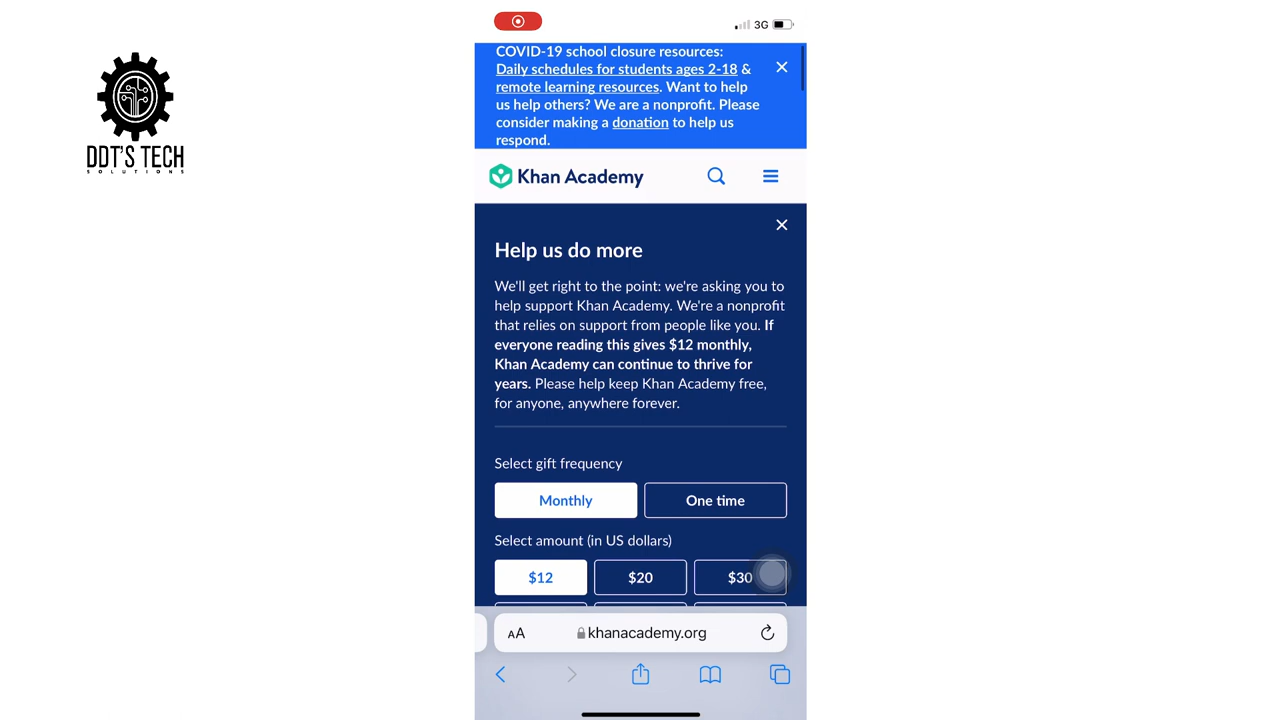 DDT'S TECH
SOLUTIONS
3G
COVID-19 school closure resources:
Daily schedules for students ages 2-18 &
remote learning resources. Want to help
us help others? We are a nonprofit. Please
consider making a donation to help us
respond.
Khan Academy
Help us do more
We'll get right to the point: we're asking you to
help support Khan Academy. We're a nonprofit
that relies on support from people like you. If
everyone reading this gives $12 monthly,
Khan Academy can continue to thrive for
years. Please help keep Khan Academy free,
for anyone, anywhere forever.
Select gift frequency
Monthly One time
Select amount (in US dollars)
$12 $20 $30
AA khanacademy.org